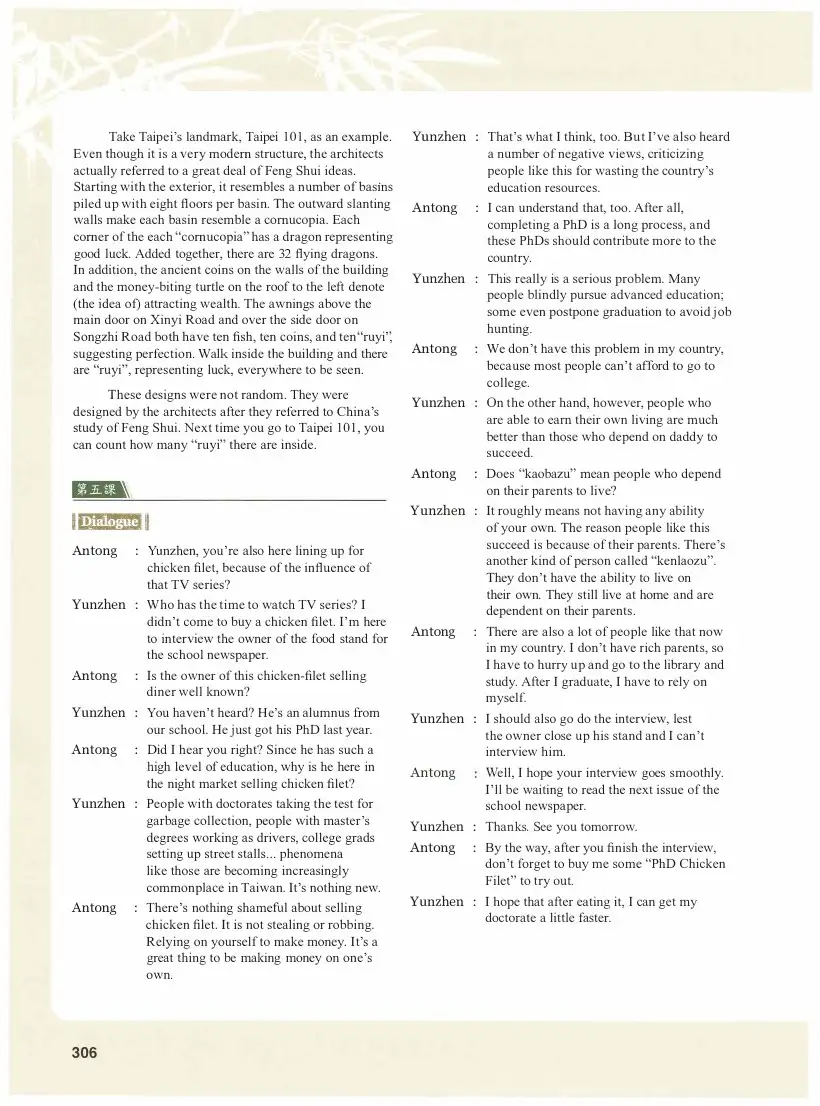 Take Taipei's landmark, Taipei 101, as an example.
Even though it is a very modern structure, the architects
actually referred to a great deal of Feng Shui ideas.
Starting with the exterior, it resembles a number of basins
piled up with eight floors per basin. The outward slanting
walls make each basin resemble a cornucopia. Each
corner of the each "cornucopia" has a dragon representing
good luck. Added together, there are 32 flying dragons.
In addition, the ancient coins on the walls of the building
and the money-biting turtle on the roof to the left denote
(the idea of) attracting wealth. The awnings above the
main door on Xinyi Road and over the side door on
Songzhi Road both have ten fish, ten coins, and ten "ruyi",
suggesting perfection. Walk inside the building and there
are "ruyi", representing luck, everywhere to be seen.
These designs were not random. They were
designed by the architects after they referred to China's
study of Feng Shui. Next time you go to Taipei 101, you
can count how many "ruyi" there are inside.
第五課
Dialogue
Antong : Yunzhen, you're also here lining up for
chicken filet, because of the influence of
that TV series?
Yunzhen : Who has the time to watch TV series? I
didn't come to buy a chicken filet. I'm here
to interview the owner of the food stand for
the school newspaper.
Antong : Is the owner of this chicken-filet selling
diner well known?
Yunzhen : You haven't heard? He's an alumnus from
our school. He just got his PhD last year.
Antong : Did I hear you right? Since he has such a
high level of education, why is he here in
the night market selling chicken filet?
Yunzhen : People with doctorates taking the test for
garbage collection, people with master's
degrees working as drivers, college grads
setting up street stalls... phenomena
like those are becoming increasingly
commonplace in Taiwan. It's nothing new.
Antong : There's nothing shameful about selling
chicken filet. It is not stealing or robbing.
Relying on yourself to make money. It's a
great thing to be making money on one's
own.
Yunzhen : That's what I think, too. But I've also heard
a number of negative views, criticizing
people like this for wasting the country's
education resources.
Antong : I can understand that, too. After all,
completing a PhD is a long process, and
these PhDs should contribute more to the
country.
Yunzhen : This really is a serious problem. Many
people blindly pursue advanced education;
some even postpone graduation to avoid job
hunting.
Antong : We don't have this problem in my country,
because most people can't afford to go to
college.
Yunzhen : On the other hand, however, people who
are able to earn their own living are much
better than those who depend on daddy to
succeed.
Antong : Does "kaobazu" mean people who depend
on their parents to live?
Yunzhen : It roughly means not having any ability
of your own. The reason people like this
succeed is because of their parents. There's
another kind of person called "kenlaozu".
They don't have the ability to live on
their own. They still live at home and are
dependent on their parents.
Antong : There are also a lot of people like that now
in my country. I don't have rich parents, so
I have to hurry up and go to the library and
study. After I graduate, I have to rely on
myself.
Yunzhen : I should also go do the interview, lest
the owner close up his stand and I can't
interview him.
Antong : Well, I hope your interview goes smoothly.
I'll be waiting to read the next issue of the
school newspaper.
Yunzhen : Thanks. See you tomorrow.
Antong : By the way, after you finish the interview,
don't forget to buy me some "PhD Chicken
Filet" to try out.
Yunzhen : I hope that after eating it, I can get my
doctorate a little faster.
306